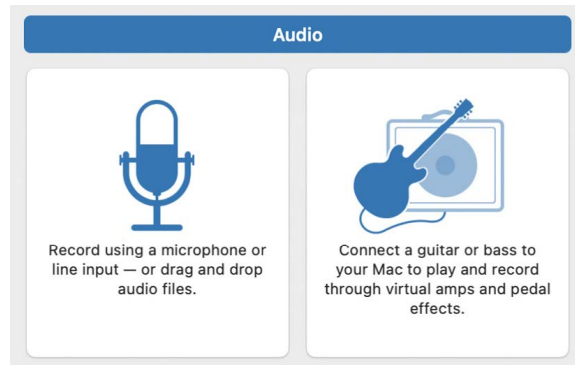 Audio
Record using a microphone or
line input — or drag and drop
audio files.
Connect a guitar or bass to
your Mac to play and record
through virtual amps and pedal
effects.